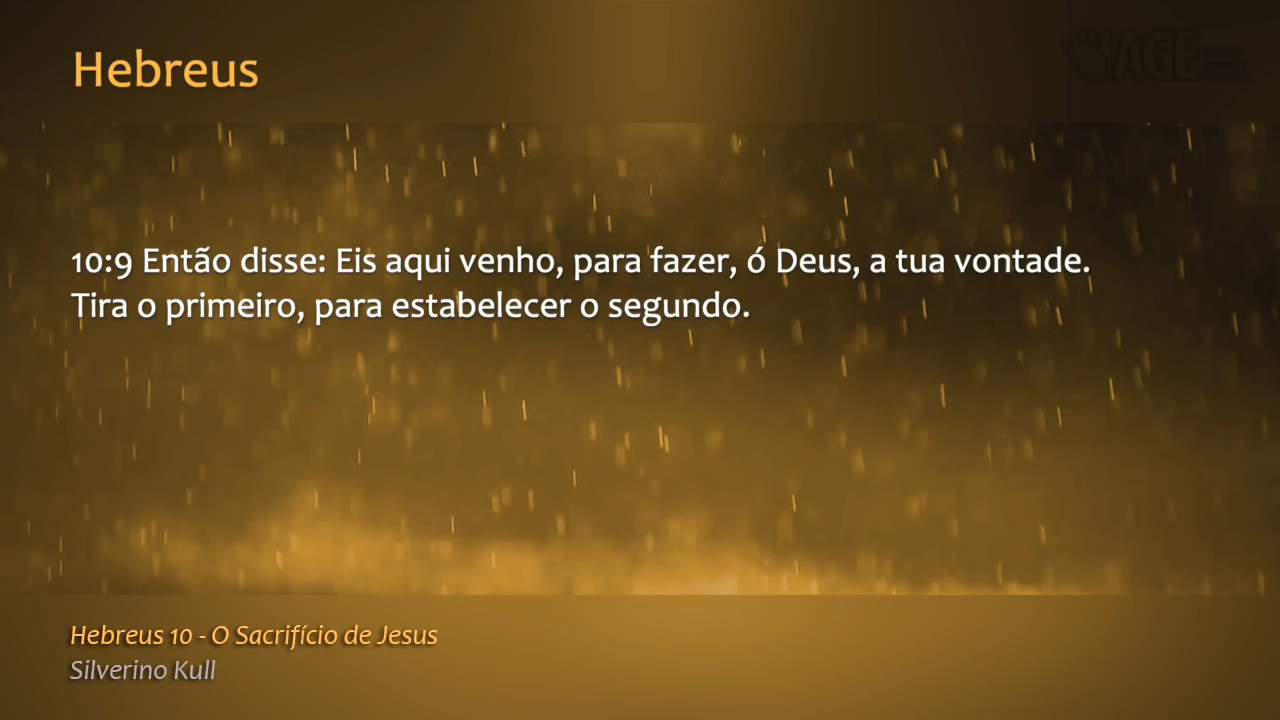 Hebreus
AGE
10:9 Então disse: Eis aqui venho, para fazer, ó Deus, a tua vontade.
Tira o primeiro, para estabelecer o segundo.
Hebreus 10 - O Sacrifício de Jesus
Silverino Kull